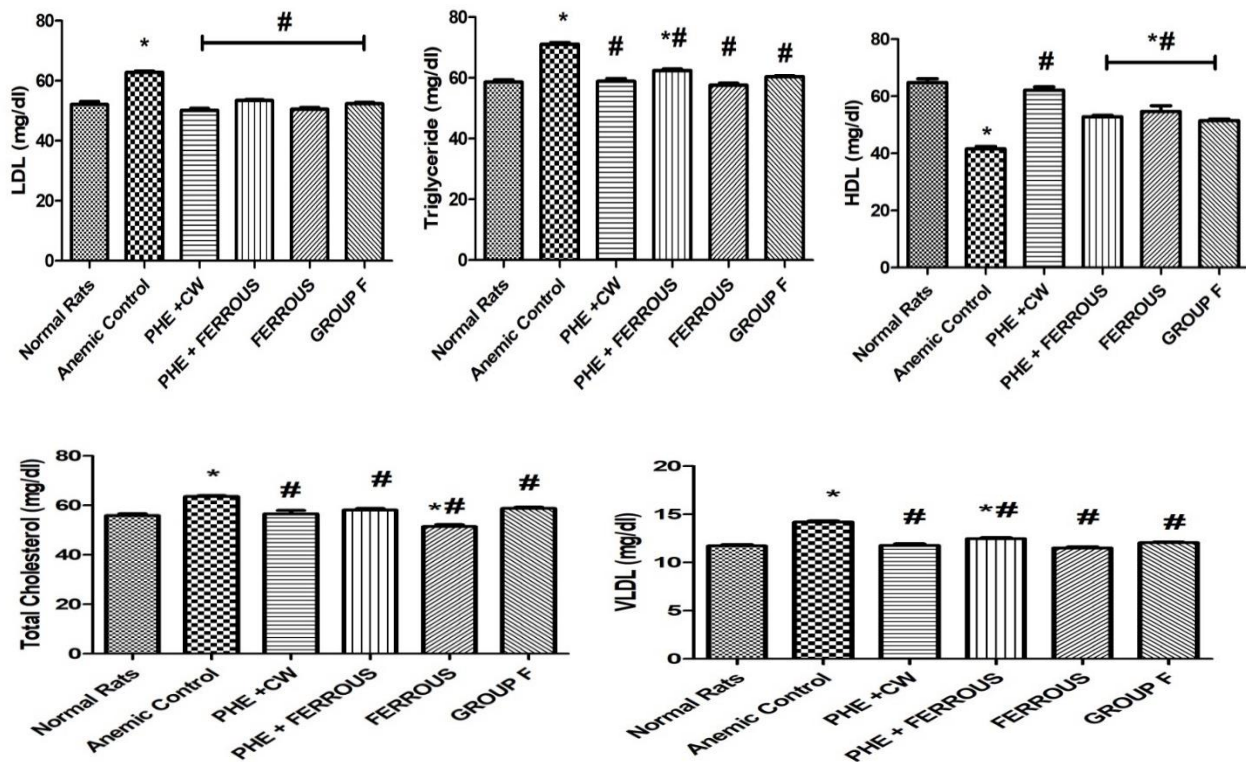 LDL (mg/dl)
80
60
40
20
0
*
#
Normal Rats
Anemic Control
PHE +CW
PHE + FERROUS
FERROUS
GROUP F
Triglyceride (mg/dl)
80
60
40
20
0
*
#
*#
#
#
Normal Rats
Anemic Control
PHE +CW
PHE + FERROUS
FERROUS
GROUP F
HDL (mg/dl)
80
60
40
20
0
*
#
*#
Normal Rats
Anemic Control
PHE +CW
PHE + FERROUS
FERROUS
GROUP F
Total Cholesterol (mg/dl)
80
60
40
20
0
*
#
#
*#
#
Normal Rats
Anemic Control
PHE +CW
PHE + FERROUS
FERROUS
GROUP F
VLDL (mg/dl)
20
15
10
5
0
*
#
*#
#
#
Normal Rats
Anemic Control
PHE +CW
PHE + FERROUS
FERROUS
GROUP F